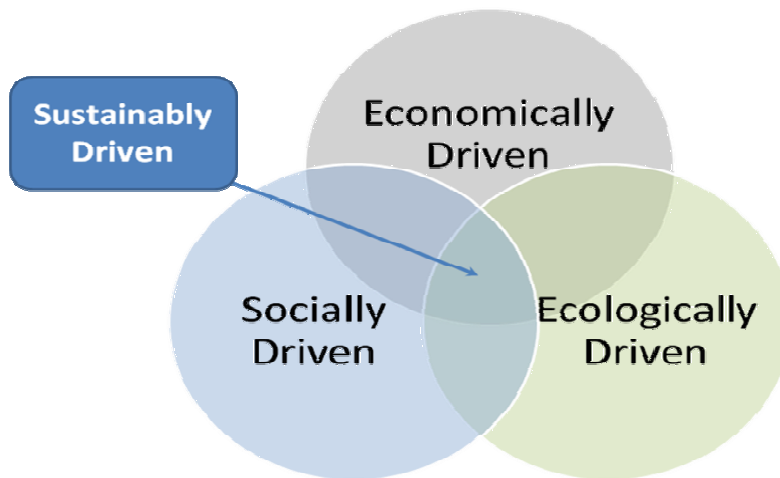 Sustainably
Driven
Economically
Driven
Socially
Driven
Ecologically
Driven